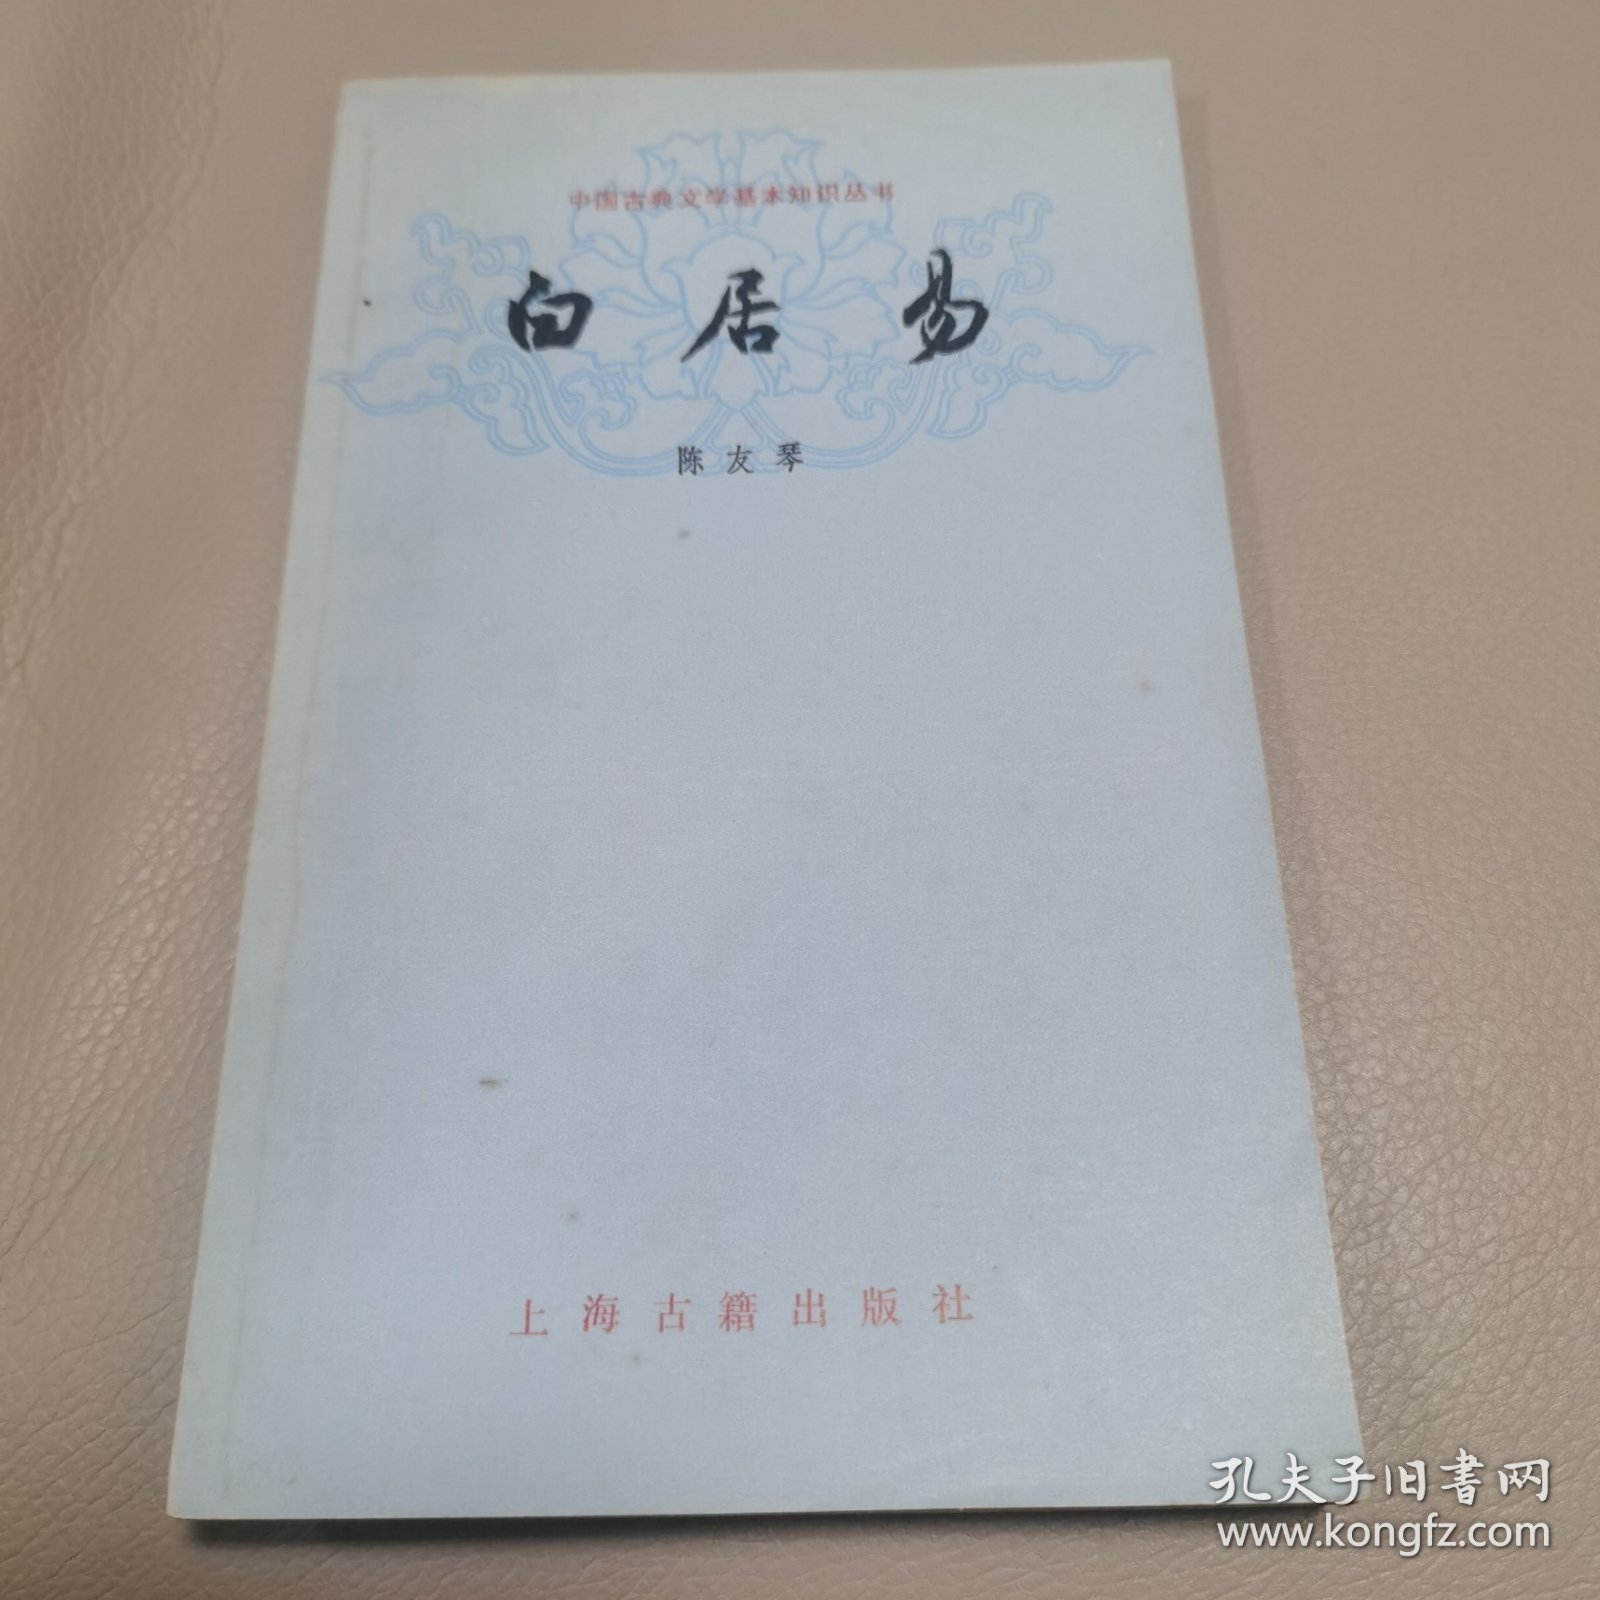 中国古典文学基本知识丛书
白居易
陈友琴
上海古籍出版社
孔夫子旧书网
www.kongfz.com